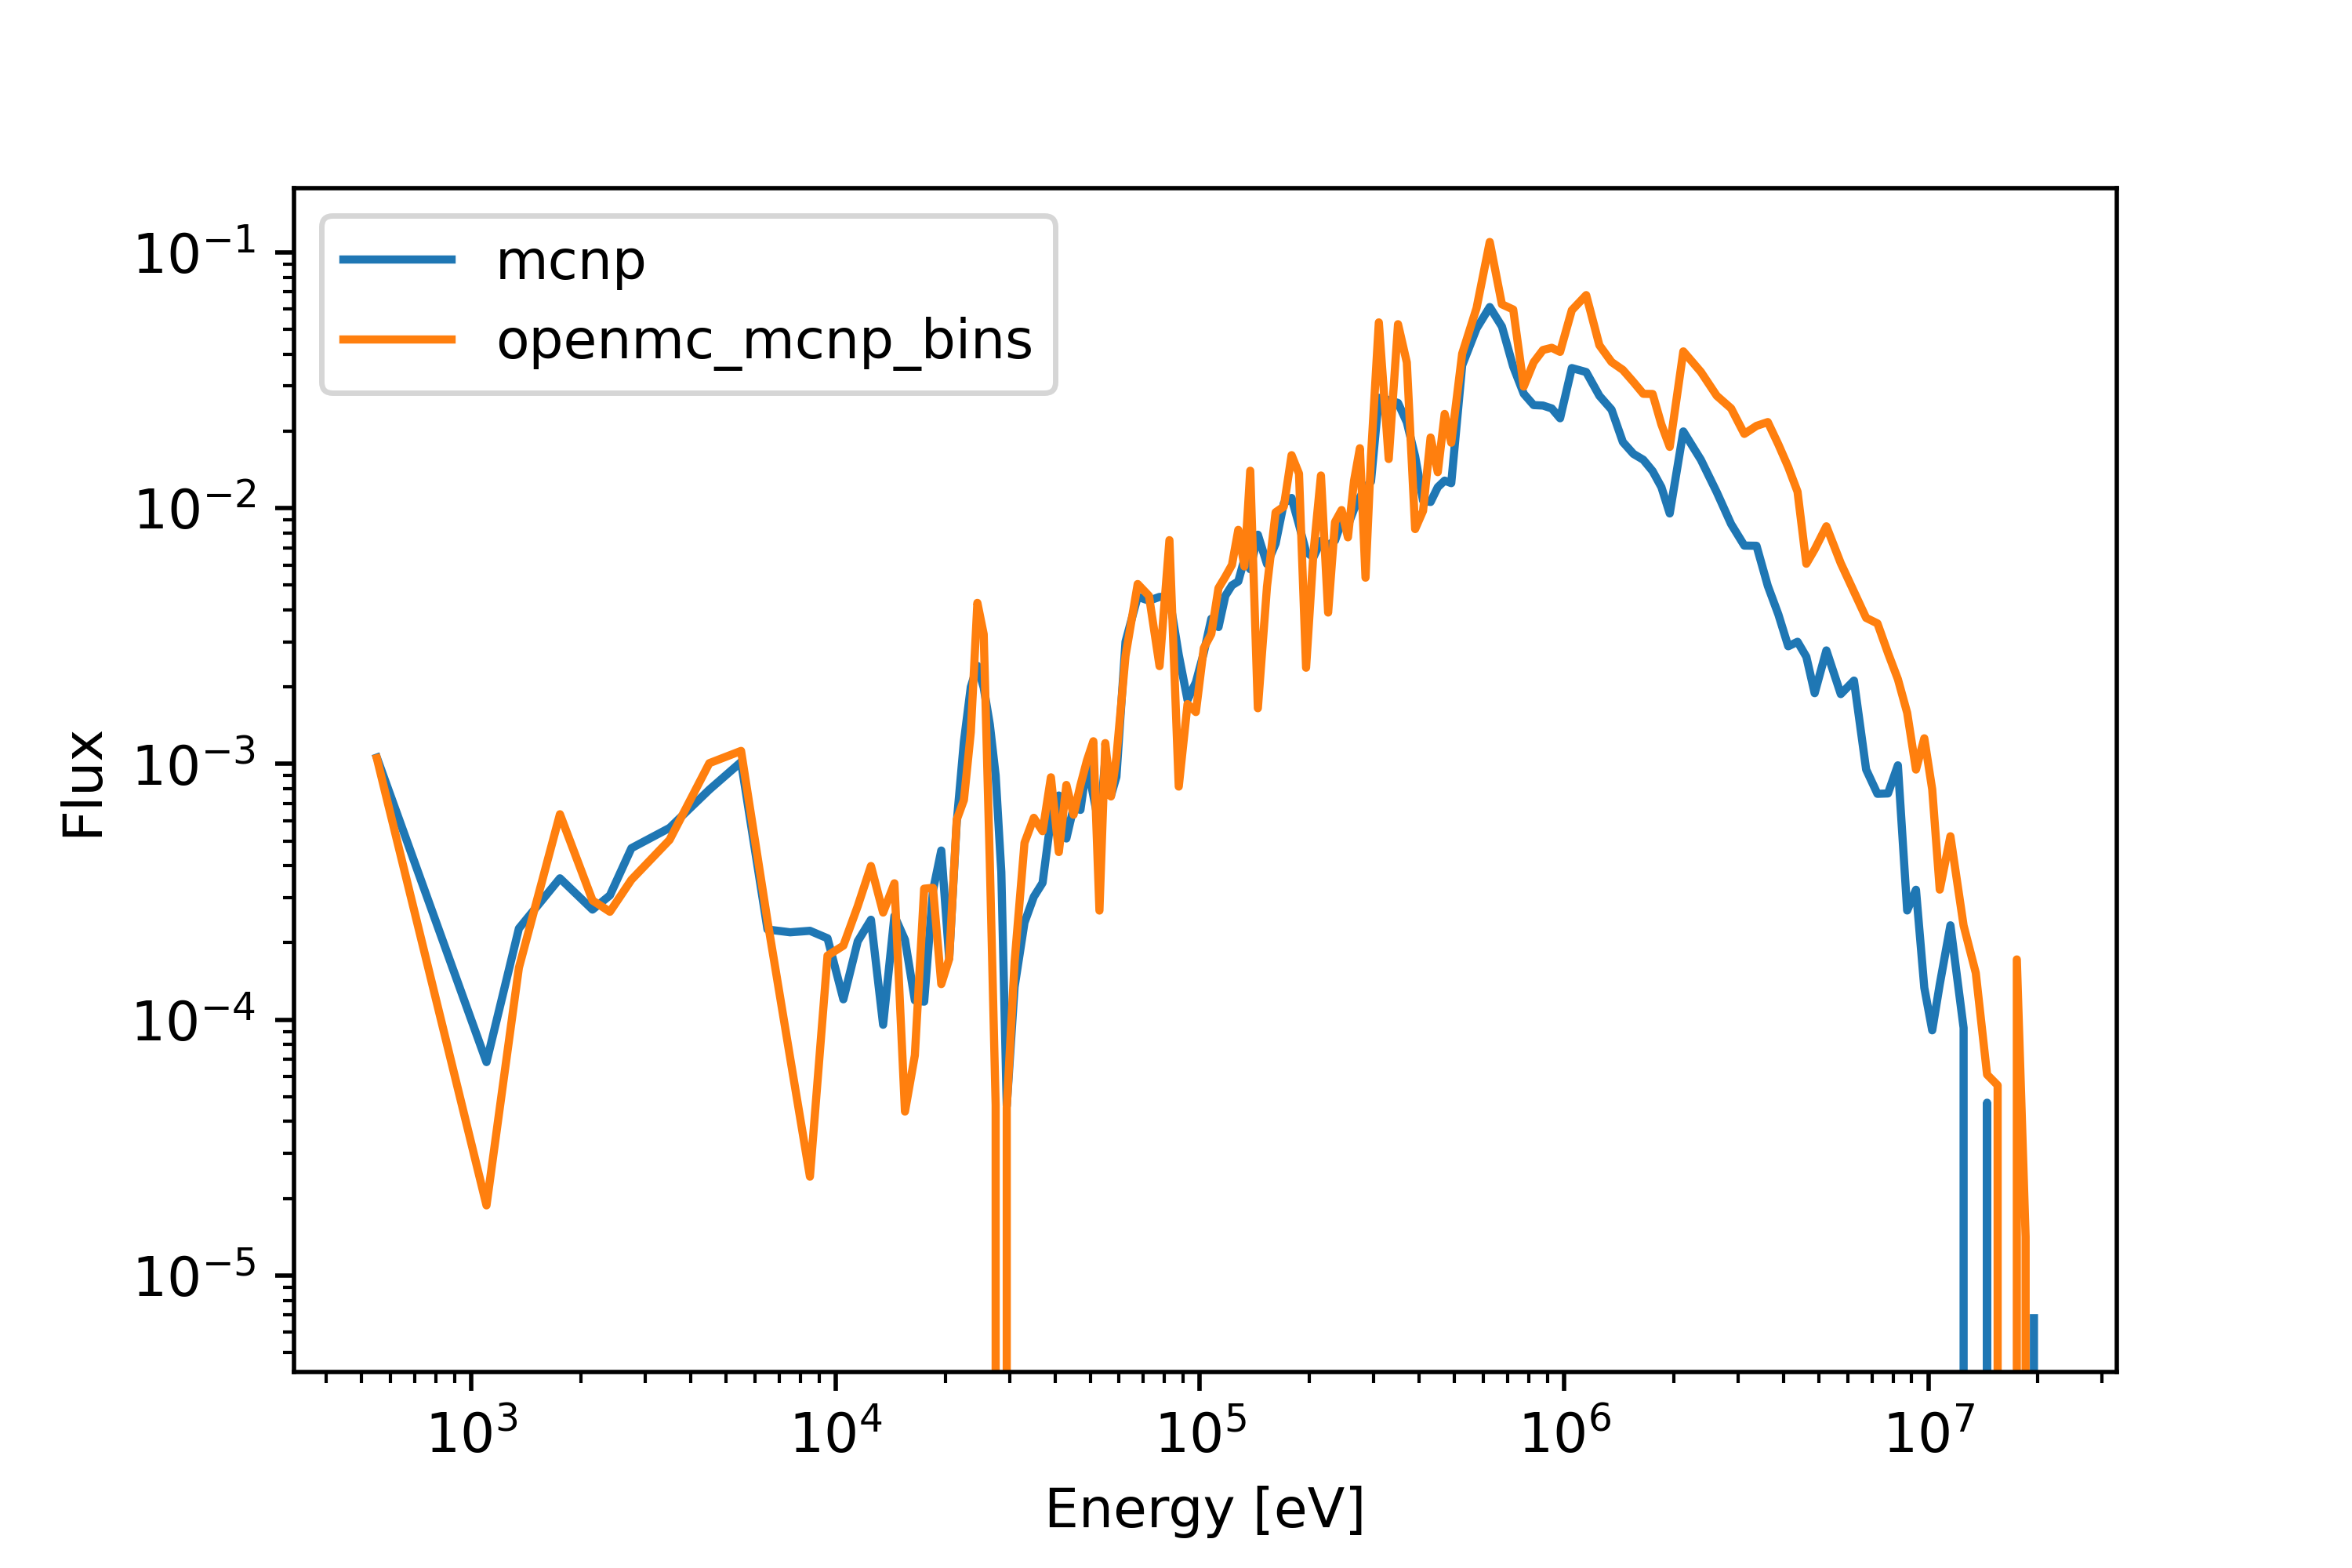 mcnp
openmc_mcnp_bins
Flux
10⁻¹
10⁻²
10⁻³
10⁻⁴
10⁻⁵
10³ 10⁴ 10⁵ 10⁶ 10⁷
Energy [eV]